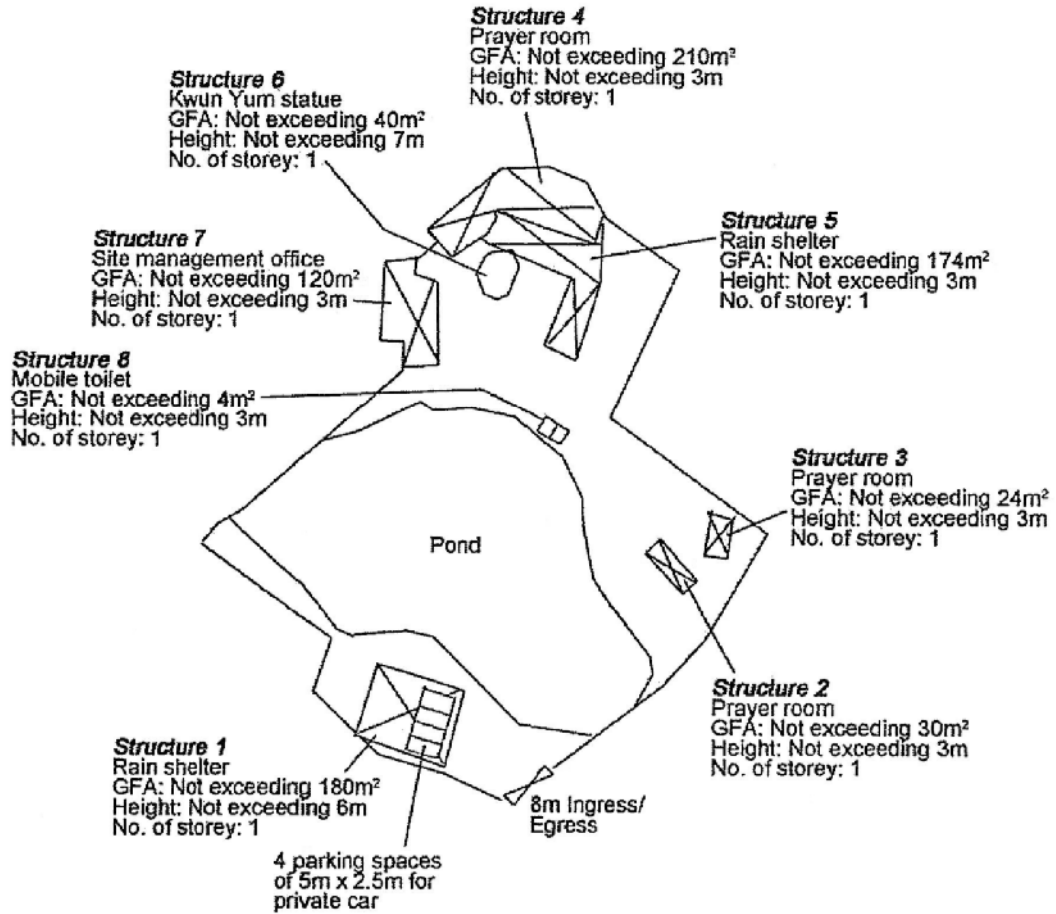 Structure 4
Prayer room
GFA: Not exceeding 210m²
Height: Not exceeding 3m
No. of storey: 1
Structure 6
Kwun Yum statue
GFA: Not exceeding 40m²
Height: Not exceeding 7m
No. of storey: 1
Structure 5
Rain shelter
GFA: Not exceeding 174m²
Height: Not exceeding 3m
No. of storey: 1
Structure 7
Site management office
GFA: Not exceeding 120m²
Height: Not exceeding 3m
No. of storey: 1
Structure 8
Mobile toilet
GFA: Not exceeding 4m²
Height: Not exceeding 3m
No. of storey: 1
Structure 3
Prayer room
GFA: Not exceeding 24m²
Height: Not exceeding 3m
No. of storey: 1
Pond
Structure 2
Prayer room
GFA: Not exceeding 30m²
Height: Not exceeding 3m
No. of storey: 1
Structure 1
Rain shelter
GFA: Not exceeding 180m²
Height: Not exceeding 6m
No. of storey: 1
8m Ingress/
Egress
4 parking spaces
of 5m x 2.5m for
private car